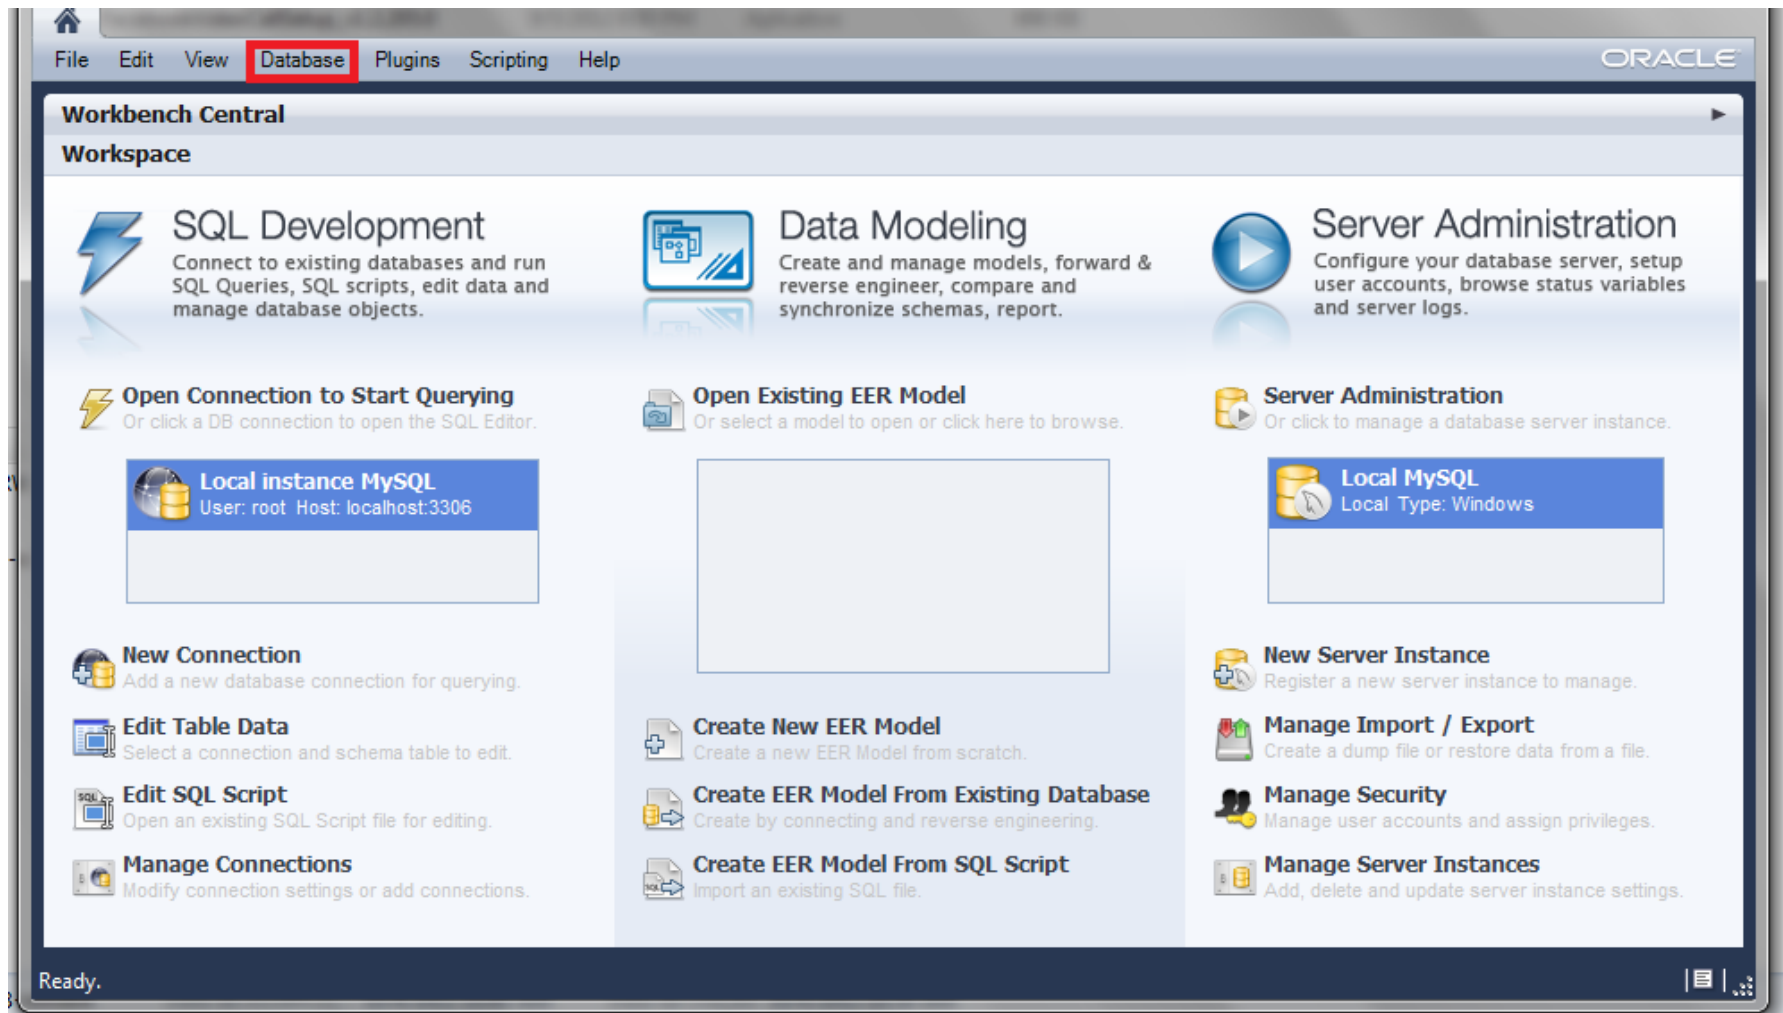 File Edit View Database Plugins Scripting Help ORACLE
Workbench Central
Workspace
SQL Development
Connect to existing databases and run
SQL Queries, SQL scripts, edit data and
manage database objects.
Open Connection to Start Querying
Or click a DB connection to open the SQL Editor.
Local instance MySQL
User: root Host: localhost:3306
New Connection
Add a new database connection for querying.
Edit Table Data
Select a connection and schema table to edit.
Edit SQL Script
Open an existing SQL Script file for editing.
Manage Connections
Modify connection settings or add connections.
Data Modeling
Create and manage models, forward &
reverse engineer, compare and
synchronize schemas, report.
Open Existing EER Model
Or select a model to open or click here to browse.
Create New EER Model
Create a new EER Model from scratch.
Create EER Model From Existing Database
Create by connecting and reverse engineering.
Create EER Model From SQL Script
Import an existing SQL file.
Server Administration
Configure your database server, setup
user accounts, browse status variables
and server logs.
Server Administration
Or click to manage a database server instance.
Local MySQL
Local Type: Windows
New Server Instance
Register a new server instance to manage.
Manage Import / Export
Create a dump file or restore data from a file.
Manage Security
Manage user accounts and assign privileges.
Manage Server Instances
Add, delete and update server instance settings.
Ready.